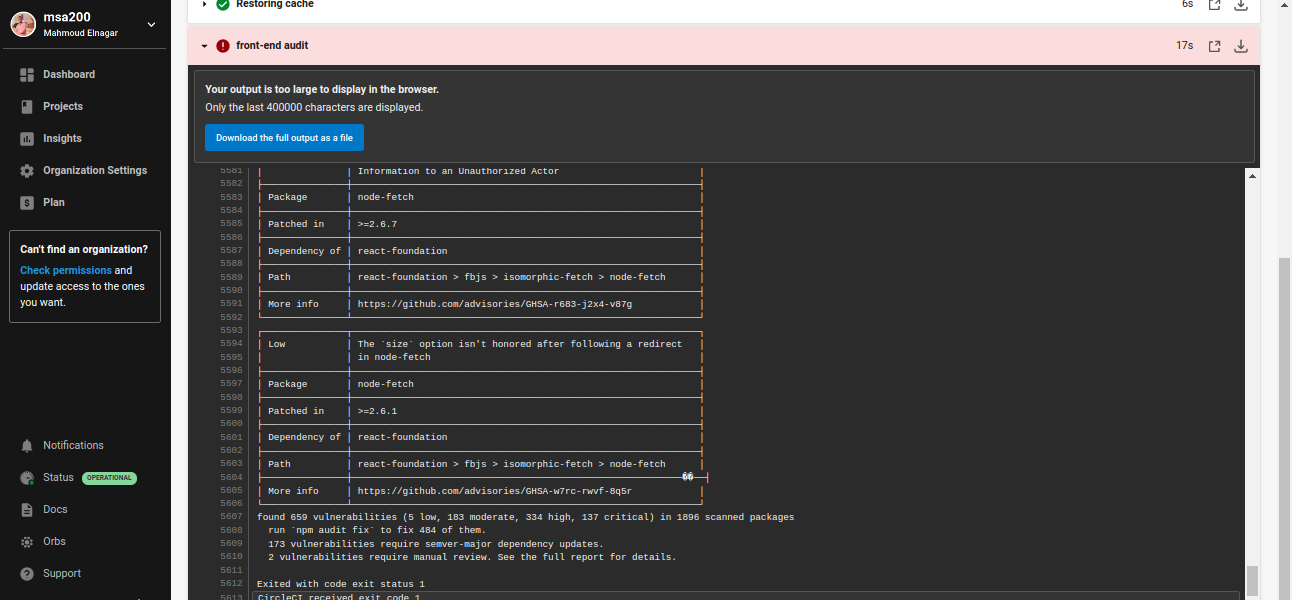 msa200
Mahmoud Elnagar
Dashboard
Projects
Insights
Organization Settings
Plan
Can't find an organization?
Check permissions and
update access to the ones
you want.
Notifications
Status OPERATIONAL
Docs
Orbs
Support
Restoring cache 6s
front-end audit 17s
Your output is too large to display in the browser.
Only the last 400000 characters are displayed.
Download the full output as a file
5581 Information to an Unauthorized Actor
5582
5583 Package node-fetch
5584
5585 Patched in >=2.6.7
5586
5587 Dependency of react-foundation
5588
5589 Path react-foundation > fbjs > isomorphic-fetch > node-fetch
5590
5591 More info https://github.com/advisories/GHSA-r683-j2x4-v87g
5592
5593
5594 Low The `size` option isn't honored after following a redirect
5595 in node-fetch
5596
5597 Package node-fetch
5598
5599 Patched in >=2.6.1
5600
5601 Dependency of react-foundation
5602
5603 Path react-foundation > fbjs > isomorphic-fetch > node-fetch
5604 ��
5605 More info https://github.com/advisories/GHSA-w7rc-rwvf-8q5r
5606
5607 found 659 vulnerabilities (5 low, 183 moderate, 334 high, 137 critical) in 1896 scanned packages
5608 run `npm audit fix` to fix 484 of them.
5609 173 vulnerabilities require semver-major dependency updates.
5610 2 vulnerabilities require manual review. See the full report for details.
5611
5612 Exited with code exit status 1
5613 CircleCI received exit code 1